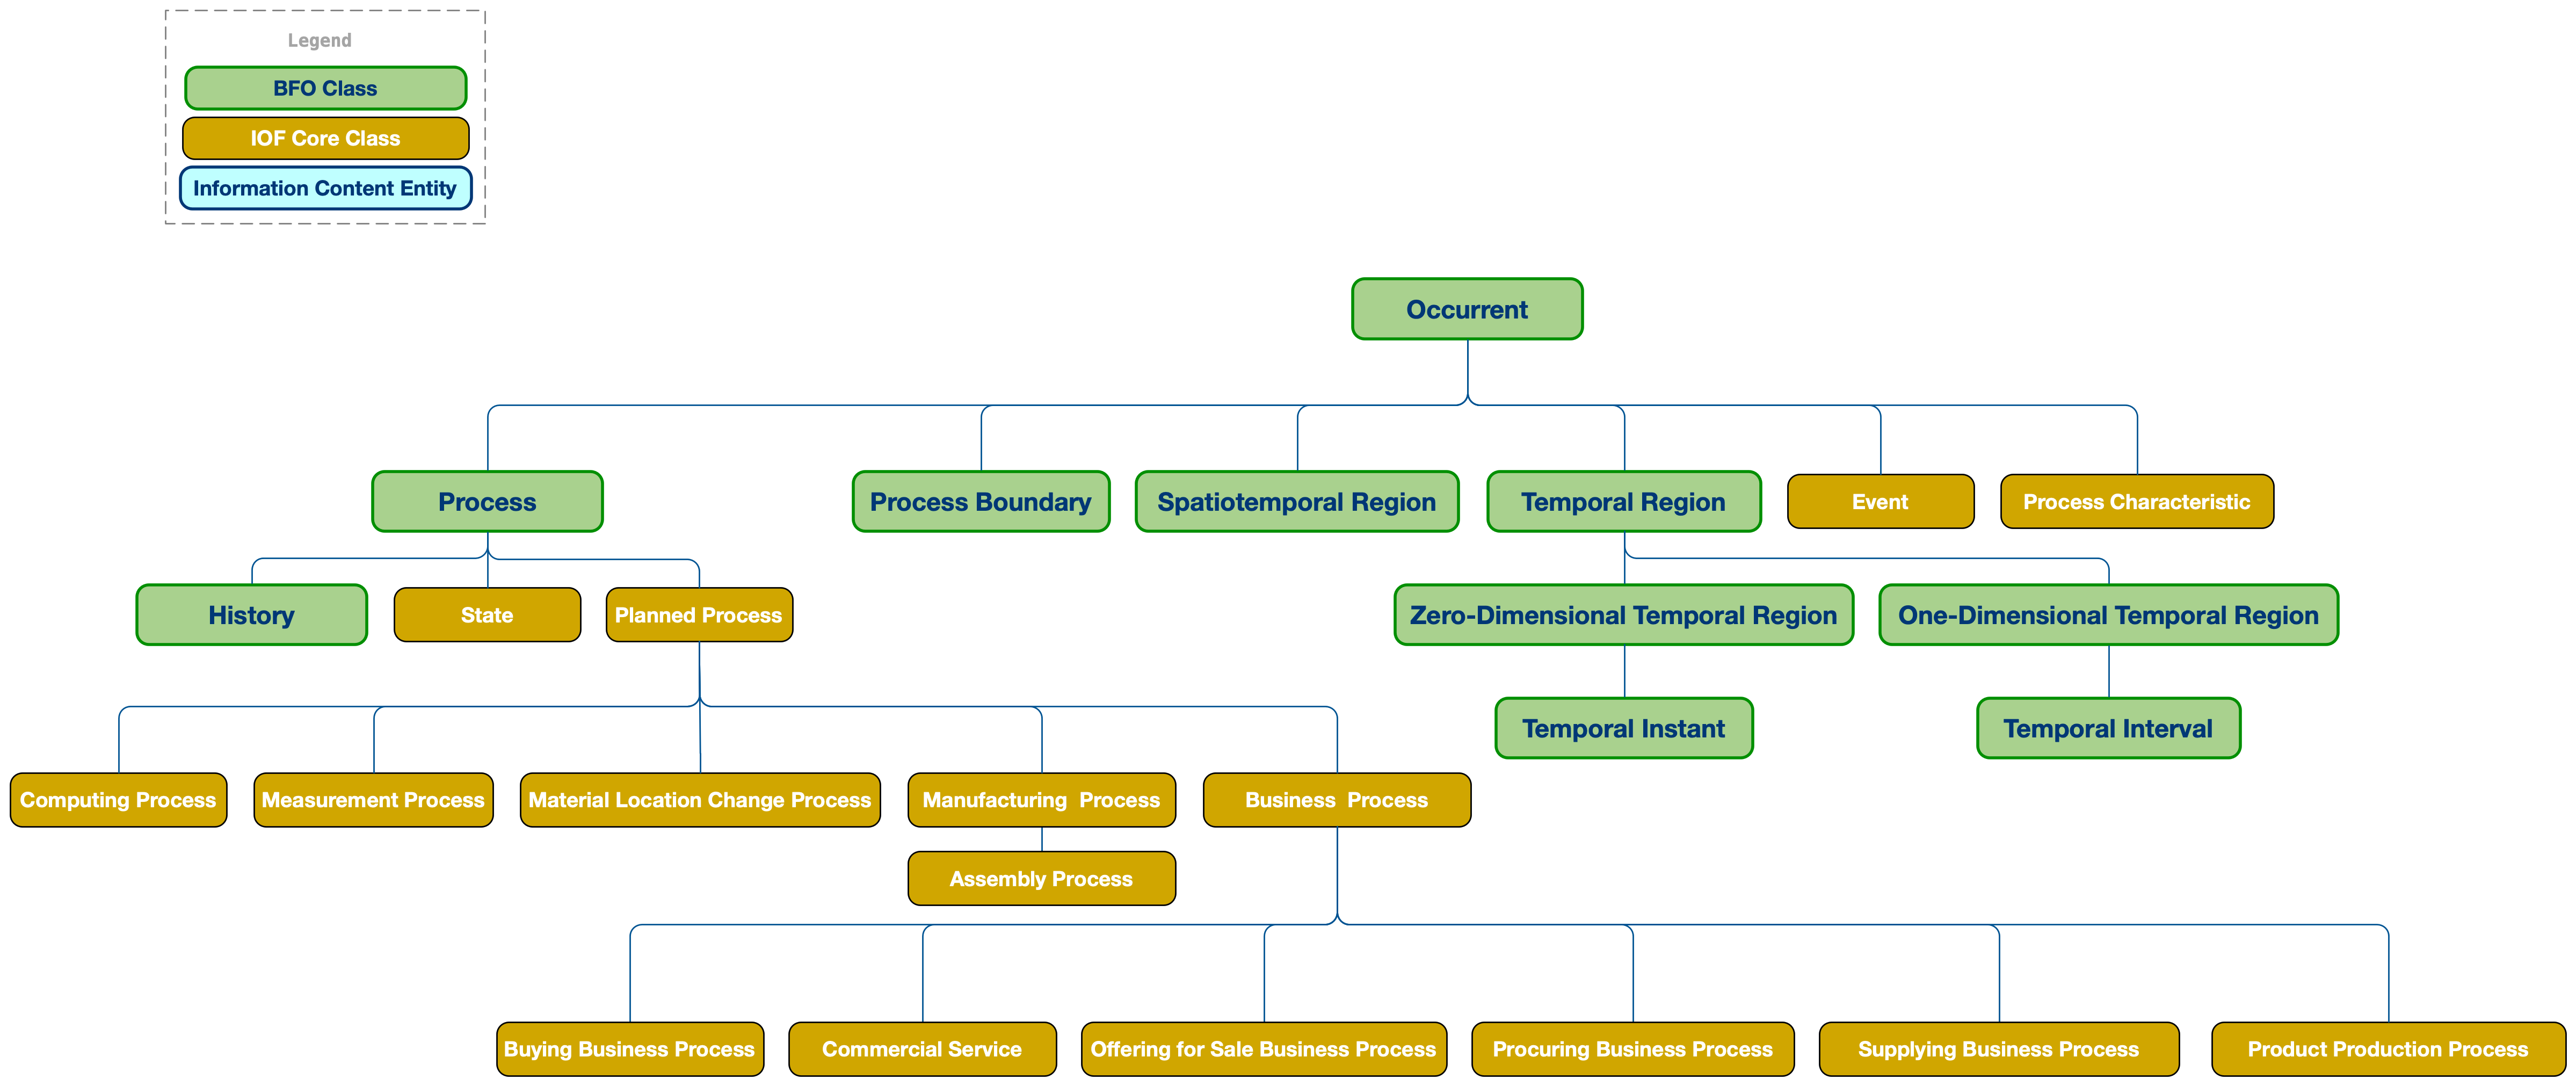 Legend
BFO Class
IOF Core Class
Information Content Entity
Occurrent
Process
Process Boundary
Spatiotemporal Region
Temporal Region
Event
Process Characteristic
History
State
Planned Process
Zero-Dimensional Temporal Region
One-Dimensional Temporal Region
Temporal Instant
Temporal Interval
Computing Process
Measurement Process
Material Location Change Process
Manufacturing  Process
Business  Process
Assembly Process
Buying Business Process
Commercial Service
Offering for Sale Business Process
Procuring Business Process
Supplying Business Process
Product Production Process